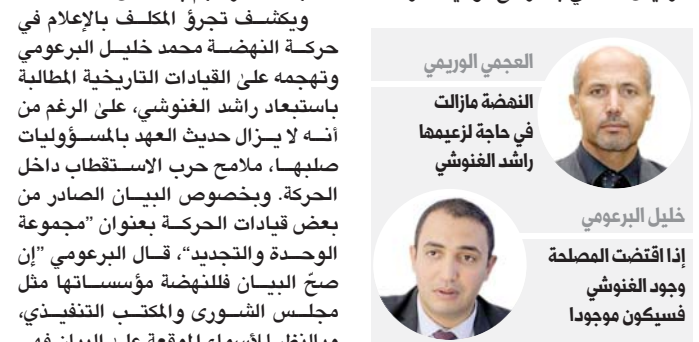 ويكشف تجرؤ المكلف بالإعلام في
حركة النهضة محمد خليل البرعومي
وتهجمه على القيادات التاريخية المطالبة
باستبعاد راشد الغنوشي، على الرغم من
أنه لا يزال حديث العهد بالمسؤوليات
صلبها، ملامح حرب الاستقطاب داخل
الحركة. وبخصوص البيان الصادر من
بعض قيادات الحركة بعنوان ”مجموعة
الوحدة والتجديد“، قال البرعومي ”إن
صحّ البيان فللنهضة مؤسساتها مثل
مجلس الشورى والمكتب التنفيذي،
العجمي الوريمي
النهضة مازالت
في حاجة لزعيمها
راشد الغنوشي
خليل البرعومي
إذا اقتضت المصلحة
وجود الغنوشي
فسيكون موجودا